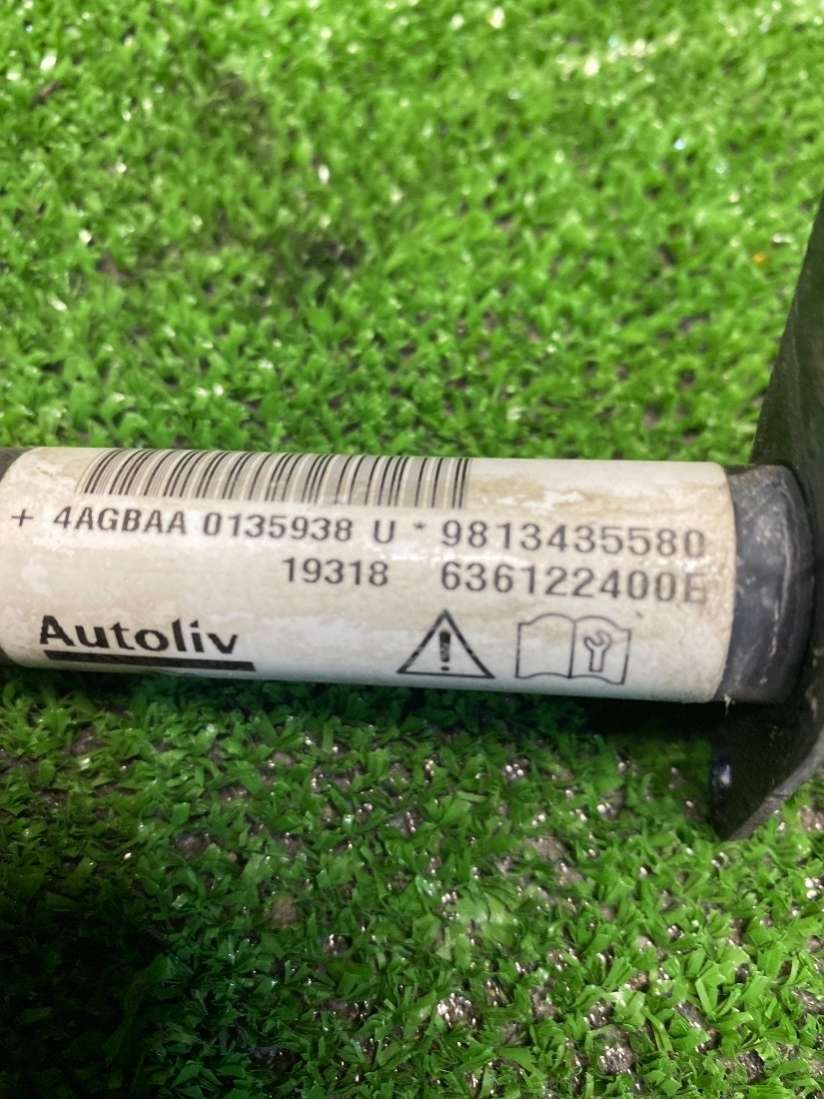 + 4AGBAA 0135938 U * 9813435580
19318 636122400E
Autoliv